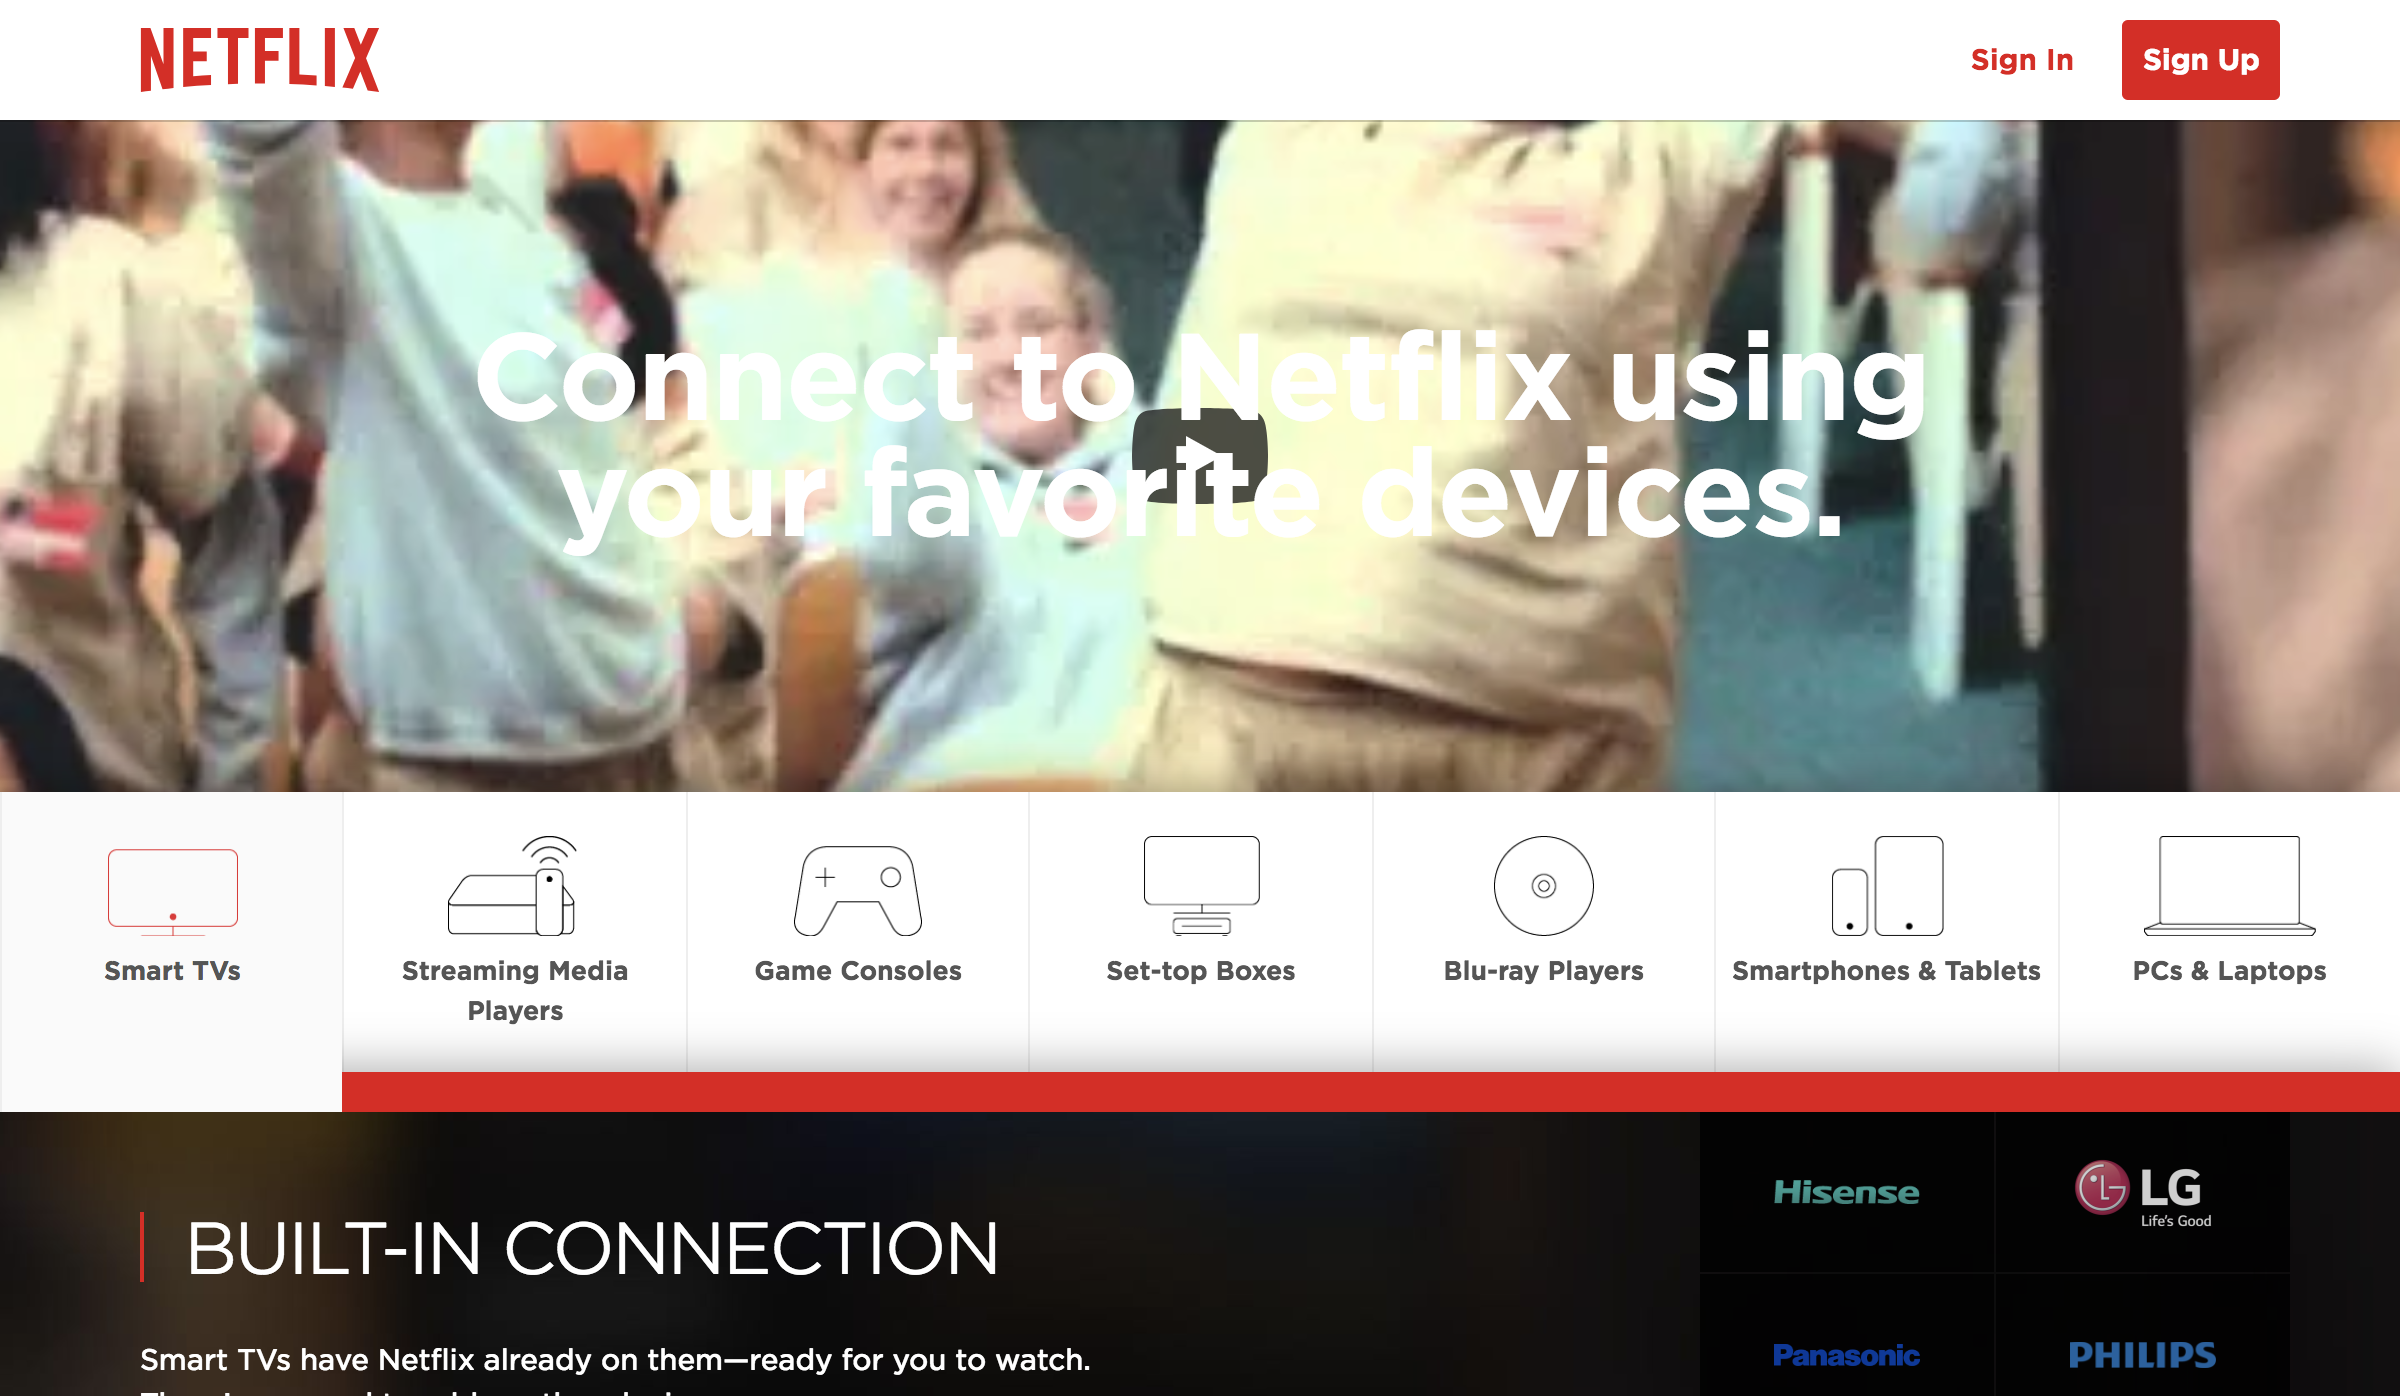 NETFLIX
Sign In
Sign Up
Connect to Netflix using
your favorite devices.
Smart TVs
Streaming Media
Players
Game Consoles
Set-top Boxes
Blu-ray Players
Smartphones & Tablets
PCs & Laptops
BUILT-IN CONNECTION
Smart TVs have Netflix already on them—ready for you to watch.
Hisense
LG
Life's Good
Panasonic
PHILIPS